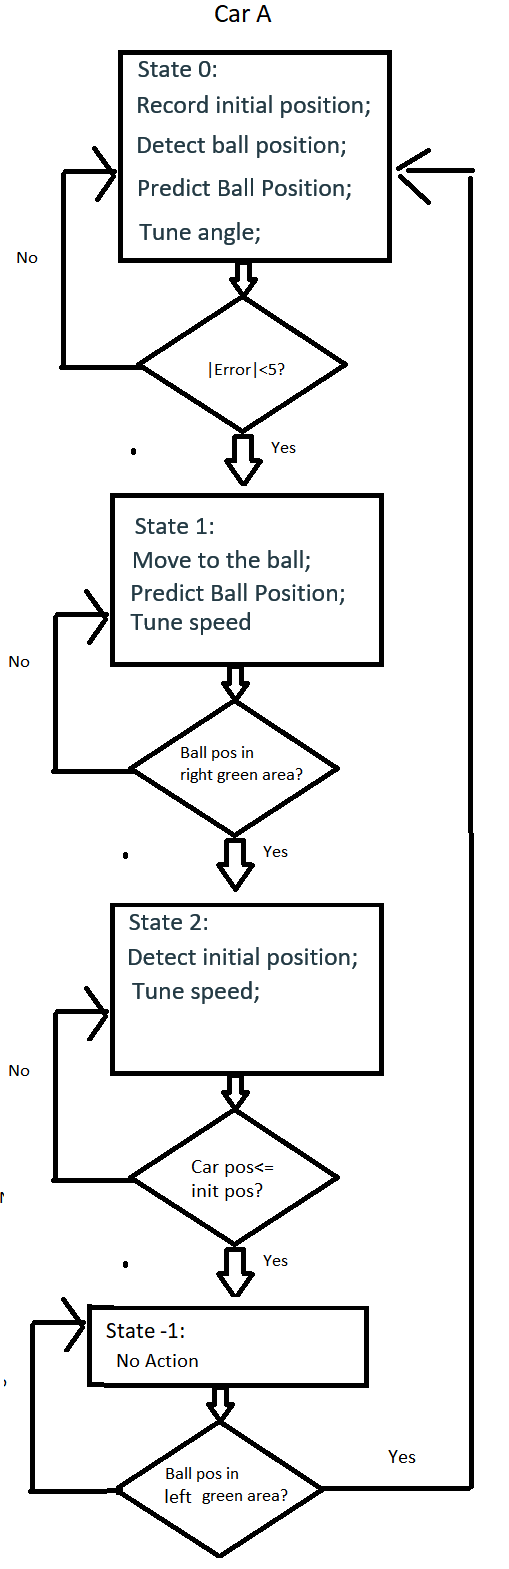 Car A
State 0:
Record initial position;
Detect ball position;
Predict Ball Position;
Tune angle;
No
|Error|<5?
Yes
State 1:
Move to the ball;
Predict Ball Position;
Tune speed
No
Ball pos in
right green area?
Yes
State 2:
Detect initial position;
Tune speed;
No
Car pos<=
init pos?
Yes
State -1:
No Action
Ball pos in
left green area?
Yes